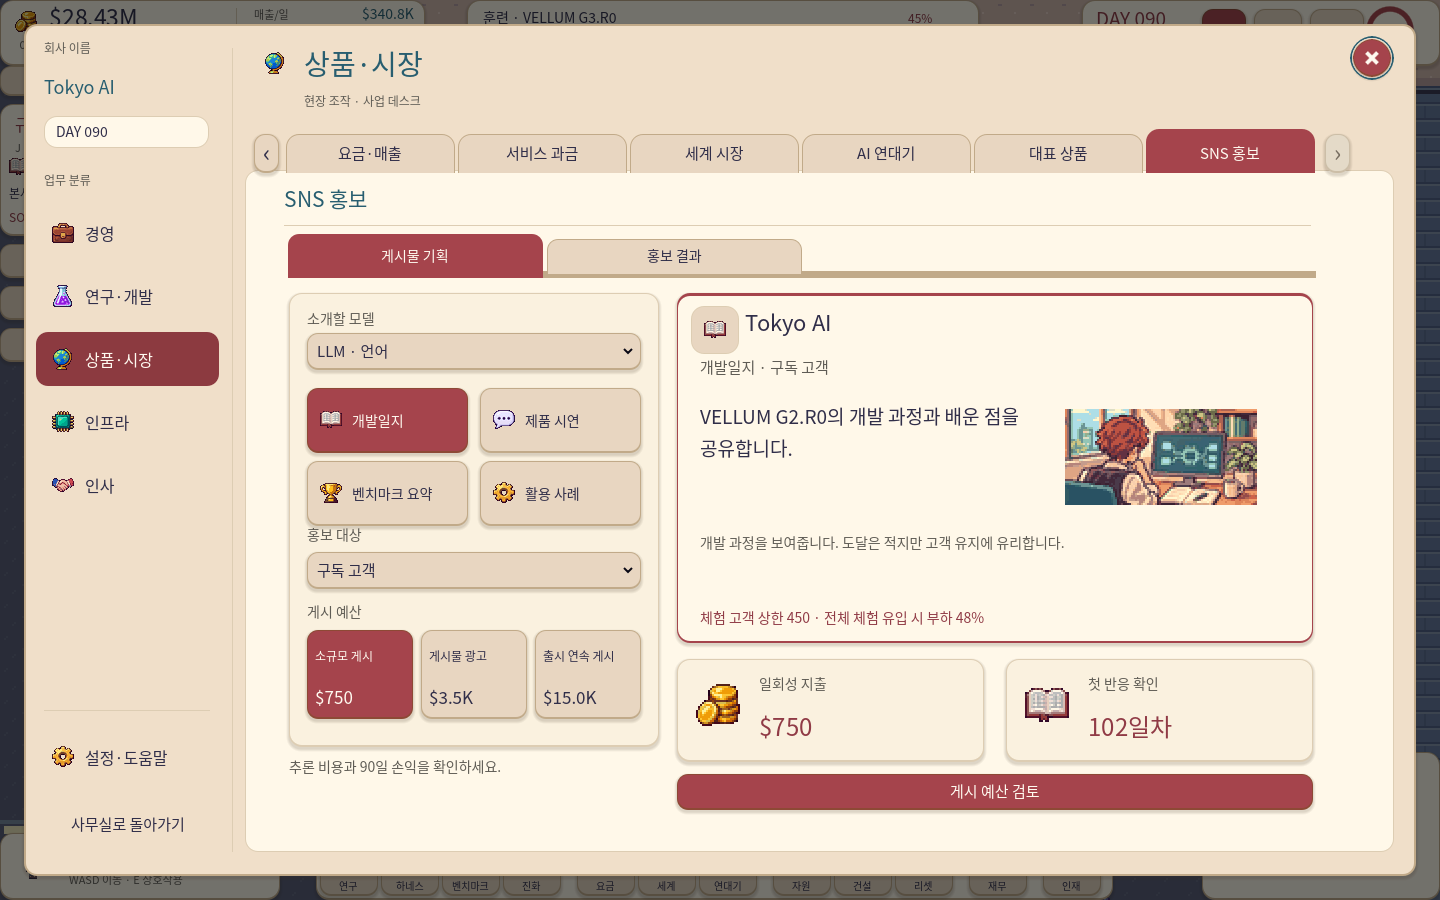 $28.43M
매출/일
$340.8K
훈련 · VELLUM G3.R0
45%
DAY 090
회사 이름
Tokyo AI
DAY 090
업무 분류
경영
연구·개발
상품·시장
인프라
인사
설정·도움말
사무실로 돌아가기
상품·시장
현장 조작 · 사업 데스크
요금·매출
서비스 과금
세계 시장
AI 연대기
대표 상품
SNS 홍보
SNS 홍보
게시물 기획
홍보 결과
소개할 모델
LLM · 언어
개발일지
제품 시연
벤치마크 요약
활용 사례
홍보 대상
구독 고객
게시 예산
소규모 게시
$750
게시물 광고
$3.5K
출시 연속 게시
$15.0K
추론 비용과 90일 손익을 확인하세요.
Tokyo AI
개발일지 · 구독 고객
VELLUM G2.R0의 개발 과정과 배운 점을
공유합니다.
개발 과정을 보여줍니다. 도달은 적지만 고객 유지에 유리합니다.
체험 고객 상한 450 · 전체 체험 유입 시 부하 48%
일회성 지출
$750
첫 반응 확인
102일차
게시 예산 검토
WASD 이동 · E 상호작용
연구
하네스
벤치마크
진화
요금
세계
연대기
자원
건설
리셋
재무
인재